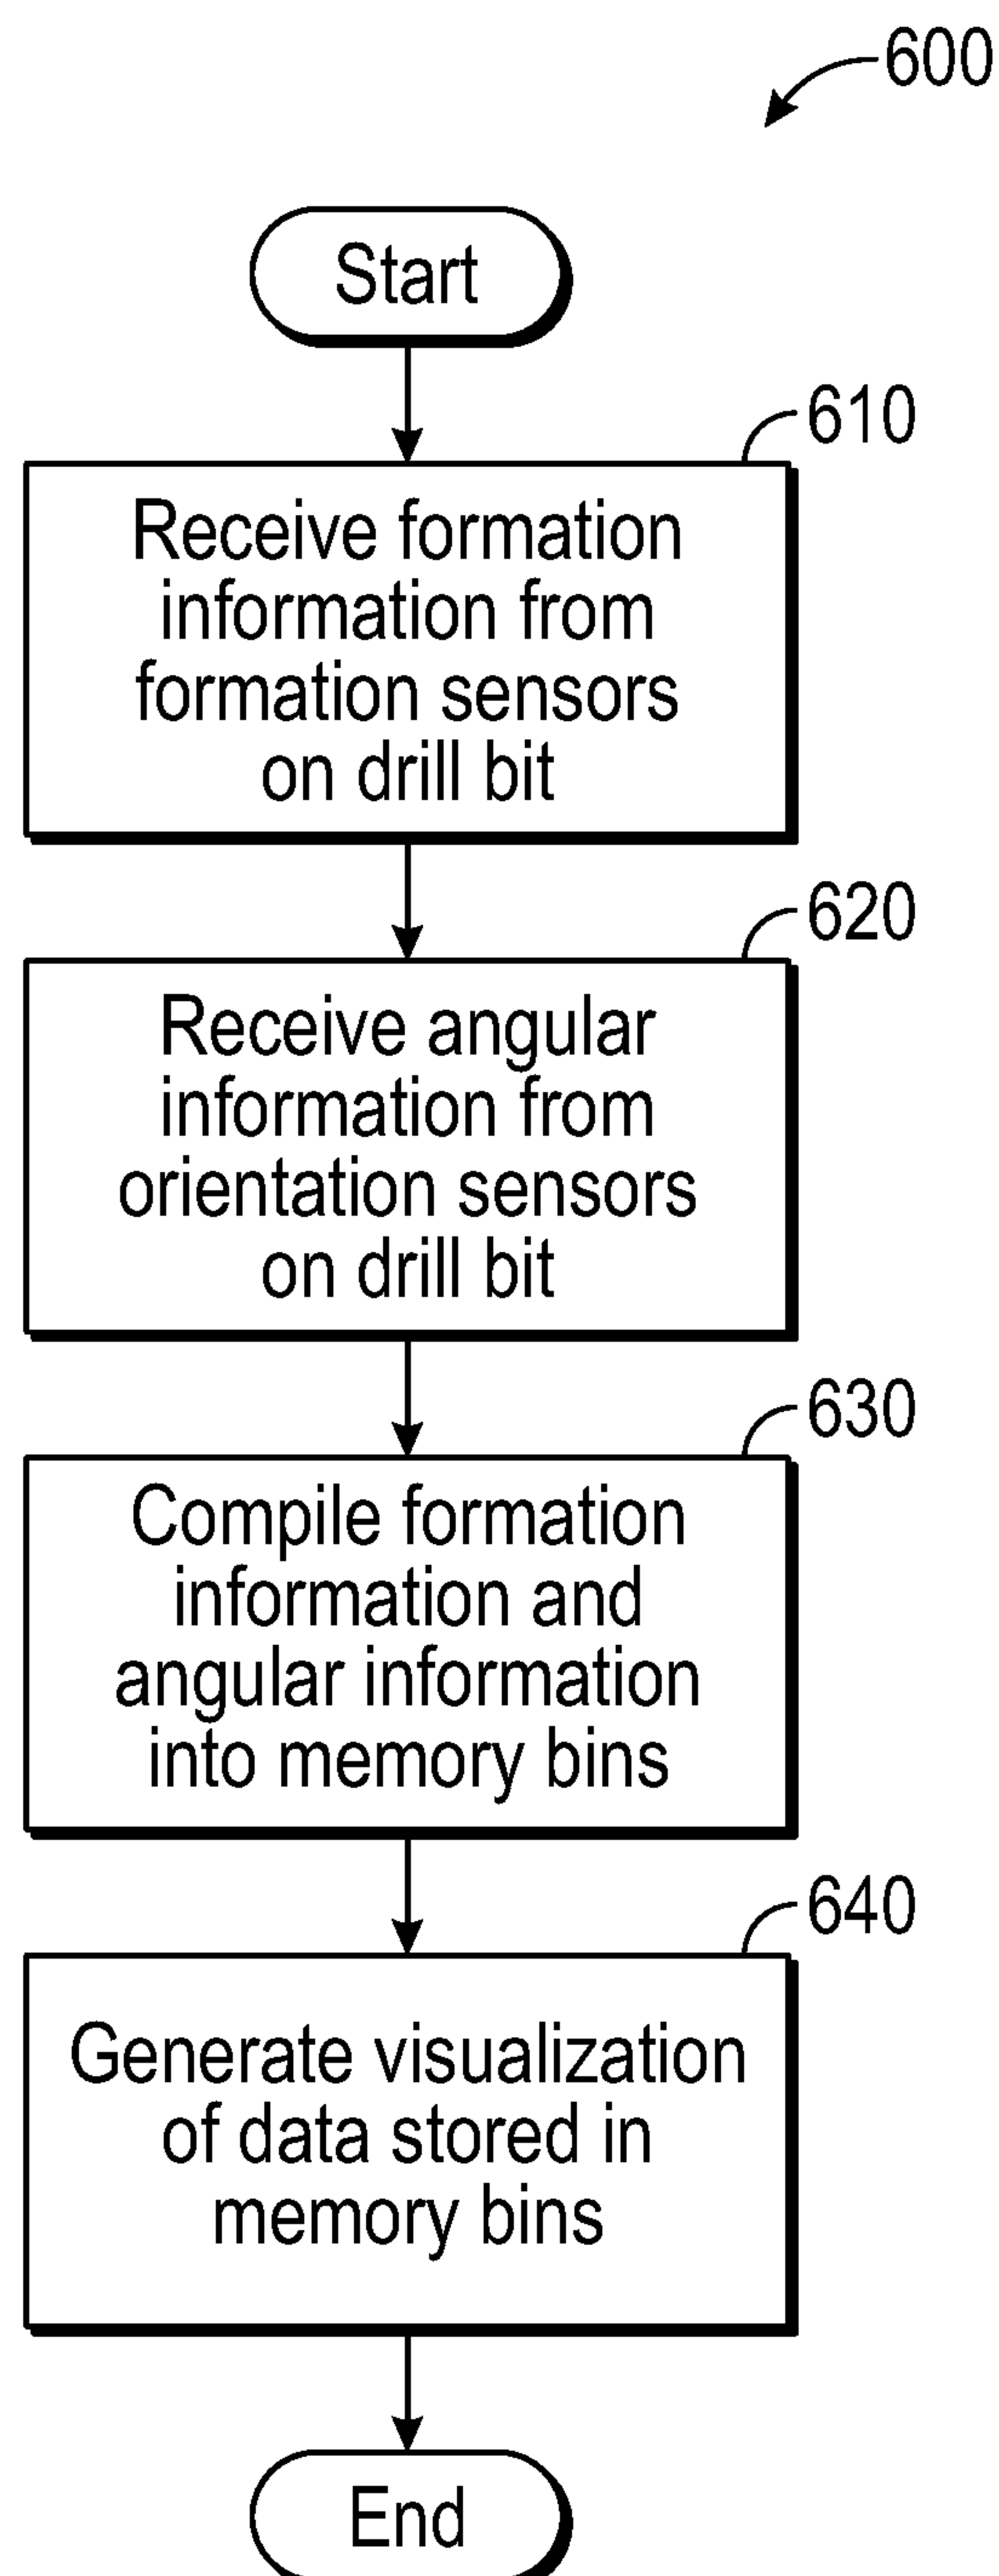 600
Start
610
Receive formation
information from
formation sensors
on drill bit
620
Receive angular
information from
orientation sensors
on drill bit
630
Compile formation
information and
angular information
into memory bins
640
Generate visualization
of data stored in
memory bins
End